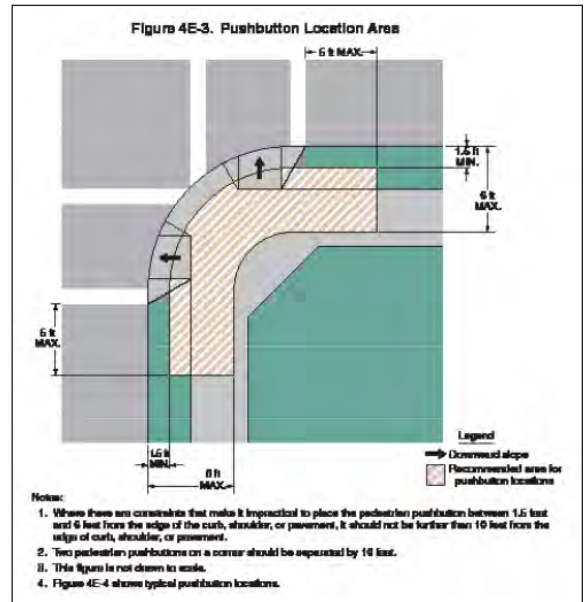 Figure 4E-3. Pushbutton Location Area
5 ft MAX.
1.5 ft
MIN.
6 ft
MAX.
5 ft
MAX.
1.5 ft
MIN.
6 ft
MAX.
Legend
Downward slope
Recommended area for
pushbutton locations
Notes:
1. Where there are constraints that make it impractical to place the pedestrian pushbutton between 1.5 feet
and 6 feet from the edge of the curb, shoulder, or pavement, it should not be further than 10 feet from the
edge of curb, shoulder, or pavement.
2. Two pedestrian pushbuttons on a corner should be separated by 10 feet.
3. This figure is not drawn to scale.
4. Figure 4E-4 shows typical pushbutton locations.